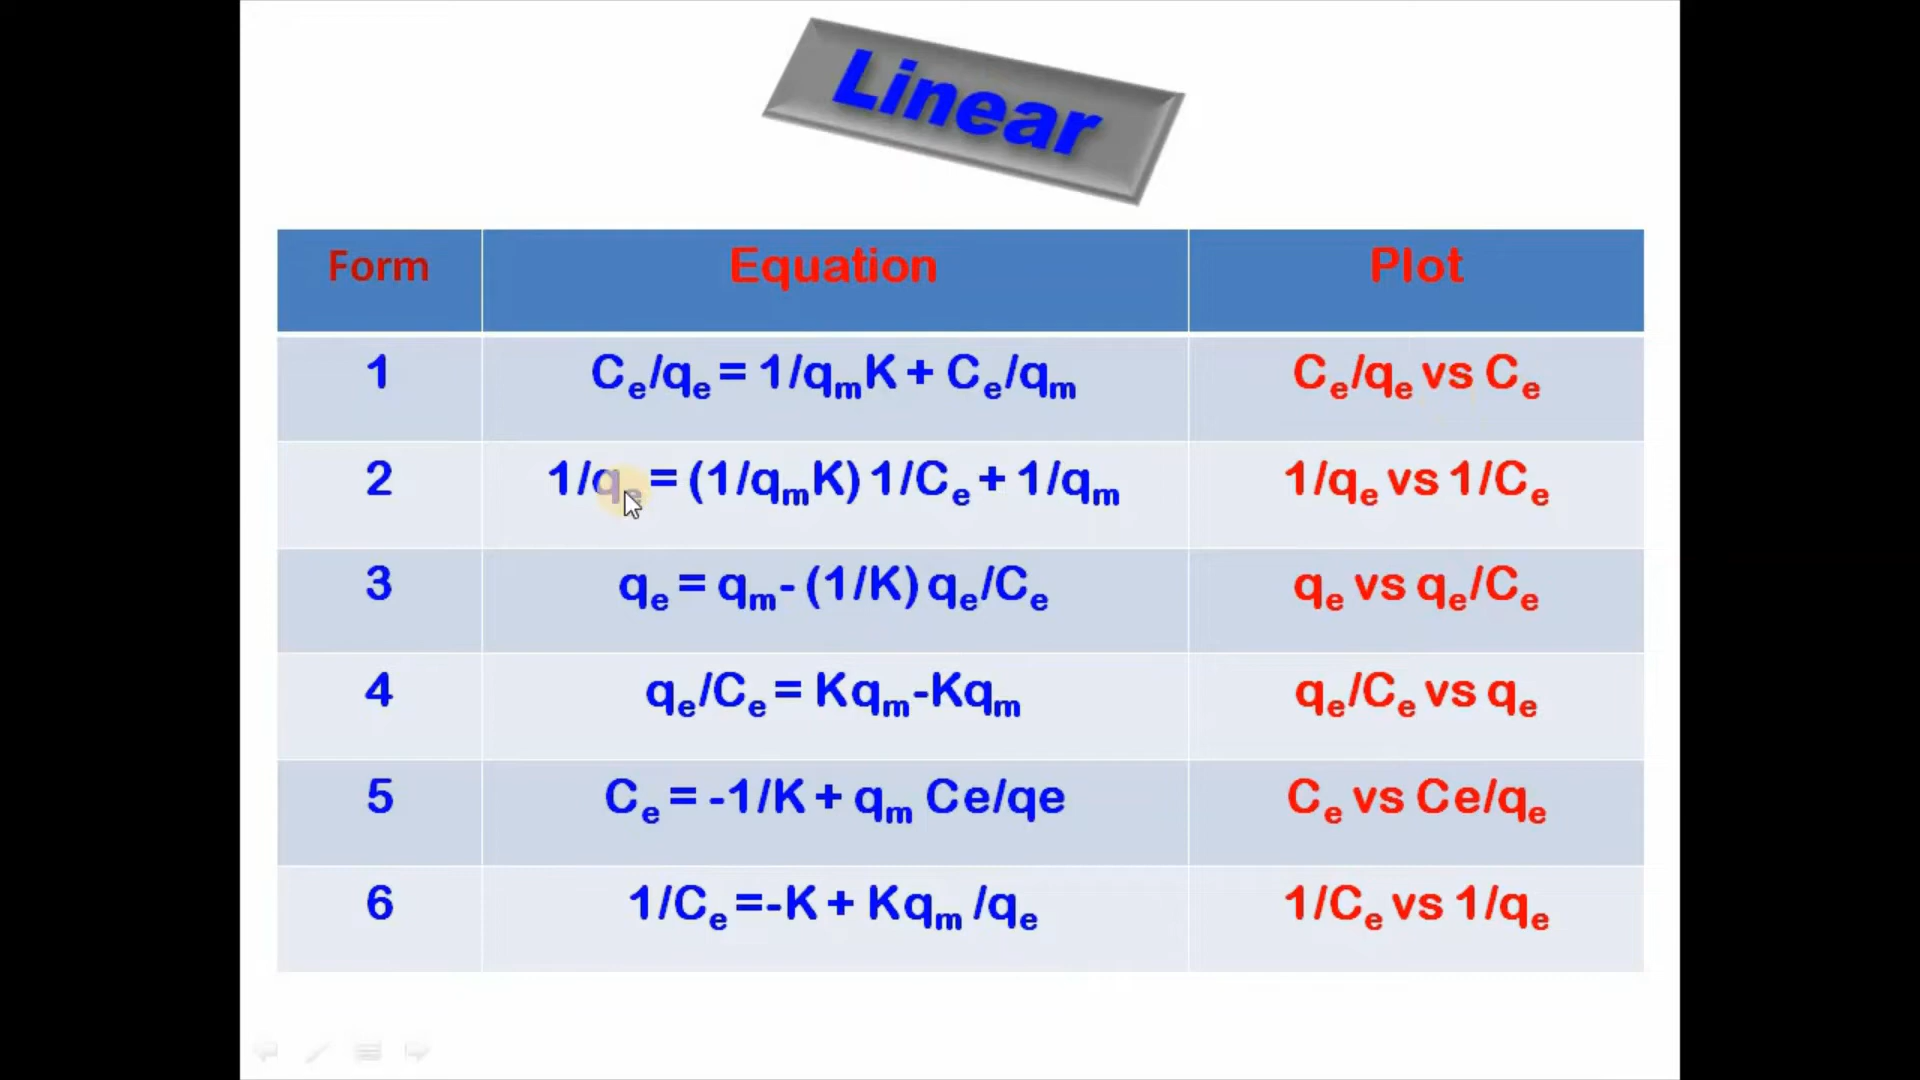 Linear
Form Equation Plot
1 Cₑ/qₑ = 1/qₘK + Cₑ/qₘ Cₑ/qₑ vs Cₑ
2 1/qₑ = (1/qₘK) 1/Cₑ + 1/qₘ 1/qₑ vs 1/Cₑ
3 qₑ = qₘ- (1/K) qₑ/Cₑ qₑ vs qₑ/Cₑ
4 qₑ/Cₑ = Kqₘ-Kqₘ qₑ/Cₑ vs qₑ
5 Cₑ = -1/K + qₘ Ce/qe Cₑ vs Ce/qₑ
6 1/Cₑ =-K + Kqₘ /qₑ 1/Cₑ vs 1/qₑ